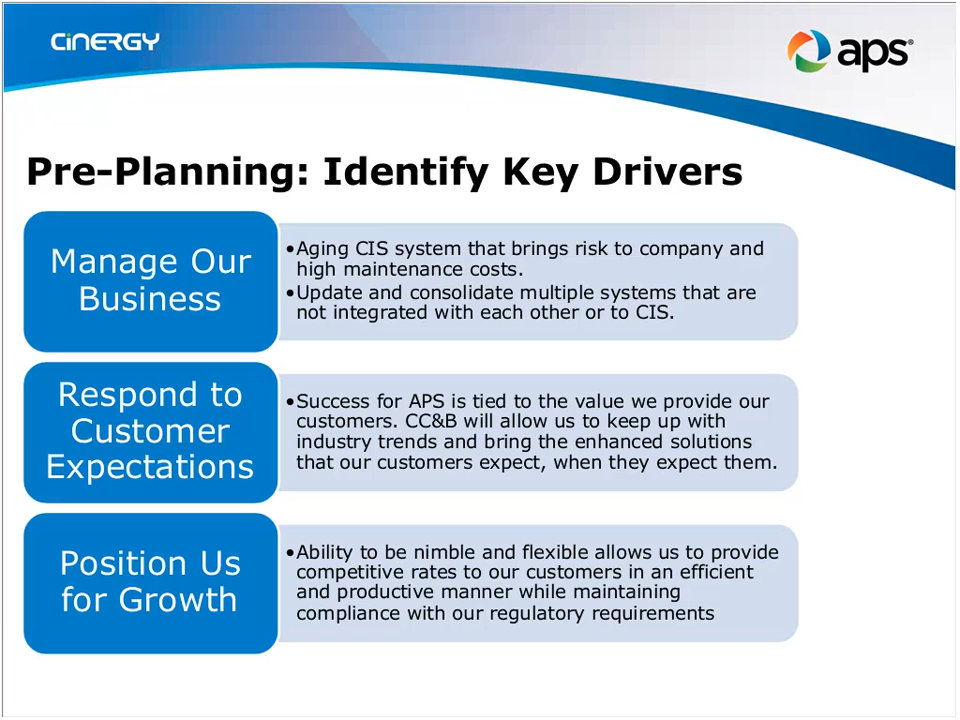 CINERGY
aps®
Pre-Planning: Identify Key Drivers
Manage Our
Business
•Aging CIS system that brings risk to company and
high maintenance costs.
•Update and consolidate multiple systems that are
not integrated with each other or to CIS.
Respond to
Customer
Expectations
•Success for APS is tied to the value we provide our
customers. CC&B will allow us to keep up with
industry trends and bring the enhanced solutions
that our customers expect, when they expect them.
Position Us
for Growth
•Ability to be nimble and flexible allows us to provide
competitive rates to our customers in an efficient
and productive manner while maintaining
compliance with our regulatory requirements